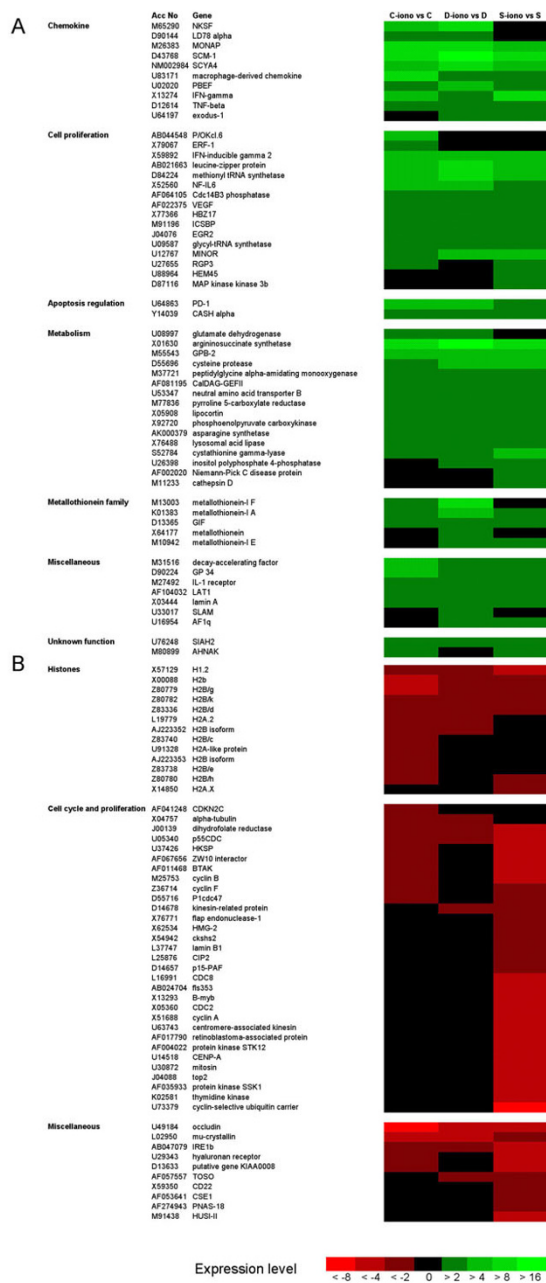 A
Acc No Gene C-iono vs C D-iono vs D S-iono vs S
Chemokine M65290 NKSF
D90144 LD78 alpha
M26383 MONAP
D43768 SCM-1
NM002984 SCYA4
U83171 macrophage-derived chemokine
U02020 PBEF
X13274 IFN-gamma
D12614 TNF-beta
U64197 exodus-1
Cell proliferation AB044548 P/OKcl.6
X79067 ERF-1
X59892 IFN-inducible gamma 2
AB021663 leucine-zipper protein
D84224 methionyl tRNA synthetase
X52560 NF-IL6
AF064105 Cdc14B3 phosphatase
AF022375 VEGF
X77366 HBZ17
M91196 ICSBP
J04076 EGR2
U09587 glycyl-tRNA synthetase
U12767 MINOR
U27655 RGP3
U88964 HEM45
D87116 MAP kinase kinase 3b
Apoptosis regulation U64863 PD-1
Y14039 CASH alpha
Metabolism U08997 glutamate dehydrogenase
X01630 argininosuccinate synthetase
M55543 GPB-2
D55696 cysteine protease
M37721 peptidylglycine alpha-amidating monooxygenase
AF081195 CalDAG-GEFII
U53347 neutral amino acid transporter B
M77836 pyrroline 5-carboxylate reductase
X05908 lipocortin
X92720 phosphoenolpyruvate carboxykinase
AK000379 asparagine synthetase
X76488 lysosomal acid lipase
S52784 cystathionine gamma-lyase
U26398 inositol polyphosphate 4-phosphatase
AF002020 Niemann-Pick C disease protein
M11233 cathepsin D
Metallothionein family M13003 metallothionein-I F
K01383 metallothionein-I A
D13365 GIF
X64177 metallothionein
M10942 metallothionein-I E
Miscellaneous M31516 decay-accelerating factor
D90224 GP 34
M27492 IL-1 receptor
AF104032 LAT1
X03444 lamin A
U33017 SLAM
U16954 AF1q
Unknown function U76248 SIAH2
M80899 AHNAK
B
Histones X57129 H1.2
X00088 H2b
Z80779 H2B/g
Z80782 H2B/k
Z83336 H2B/d
L19779 H2A.2
AJ223352 H2B isoform
Z83740 H2B/c
U91328 H2A-like protein
AJ223353 H2B isoform
Z83738 H2B/e
Z80780 H2B/h
X14850 H2A.X
Cell cycle and proliferation AF041248 CDKN2C
X04757 alpha-tubulin
J00139 dihydrofolate reductase
U05340 p55CDC
U37426 HKSP
AF067656 ZW10 interactor
AF011468 BTAK
M25753 cyclin B
Z36714 cyclin F
D55716 P1cdc47
D14678 kinesin-related protein
X76771 flap endonuclease-1
X62534 HMG-2
X54942 ckshs2
L37747 lamin B1
L25876 CIP2
D14657 p15-PAF
L16991 CDC8
AB024704 fls353
X13293 B-myb
X05360 CDC2
X51688 cyclin A
U63743 centromere-associated kinesin
AF017790 retinoblastoma-associated protein
AF004022 protein kinase STK12
U14518 CENP-A
U30872 mitosin
J04088 top2
AF035933 protein kinase SSK1
K02581 thymidine kinase
U73379 cyclin-selective ubiquitin carrier
Miscellaneous U49184 occludin
L02950 mu-crystallin
AB047079 IRE1b
U29343 hyaluronan receptor
D13633 putative gene KIAA0008
AF057557 TOSO
X59350 CD22
AF053641 CSE1
AF274943 PNAS-18
M91438 HUSI-II
Expression level < -8 < -4 < -2 0 > 2 > 4 > 8 > 16